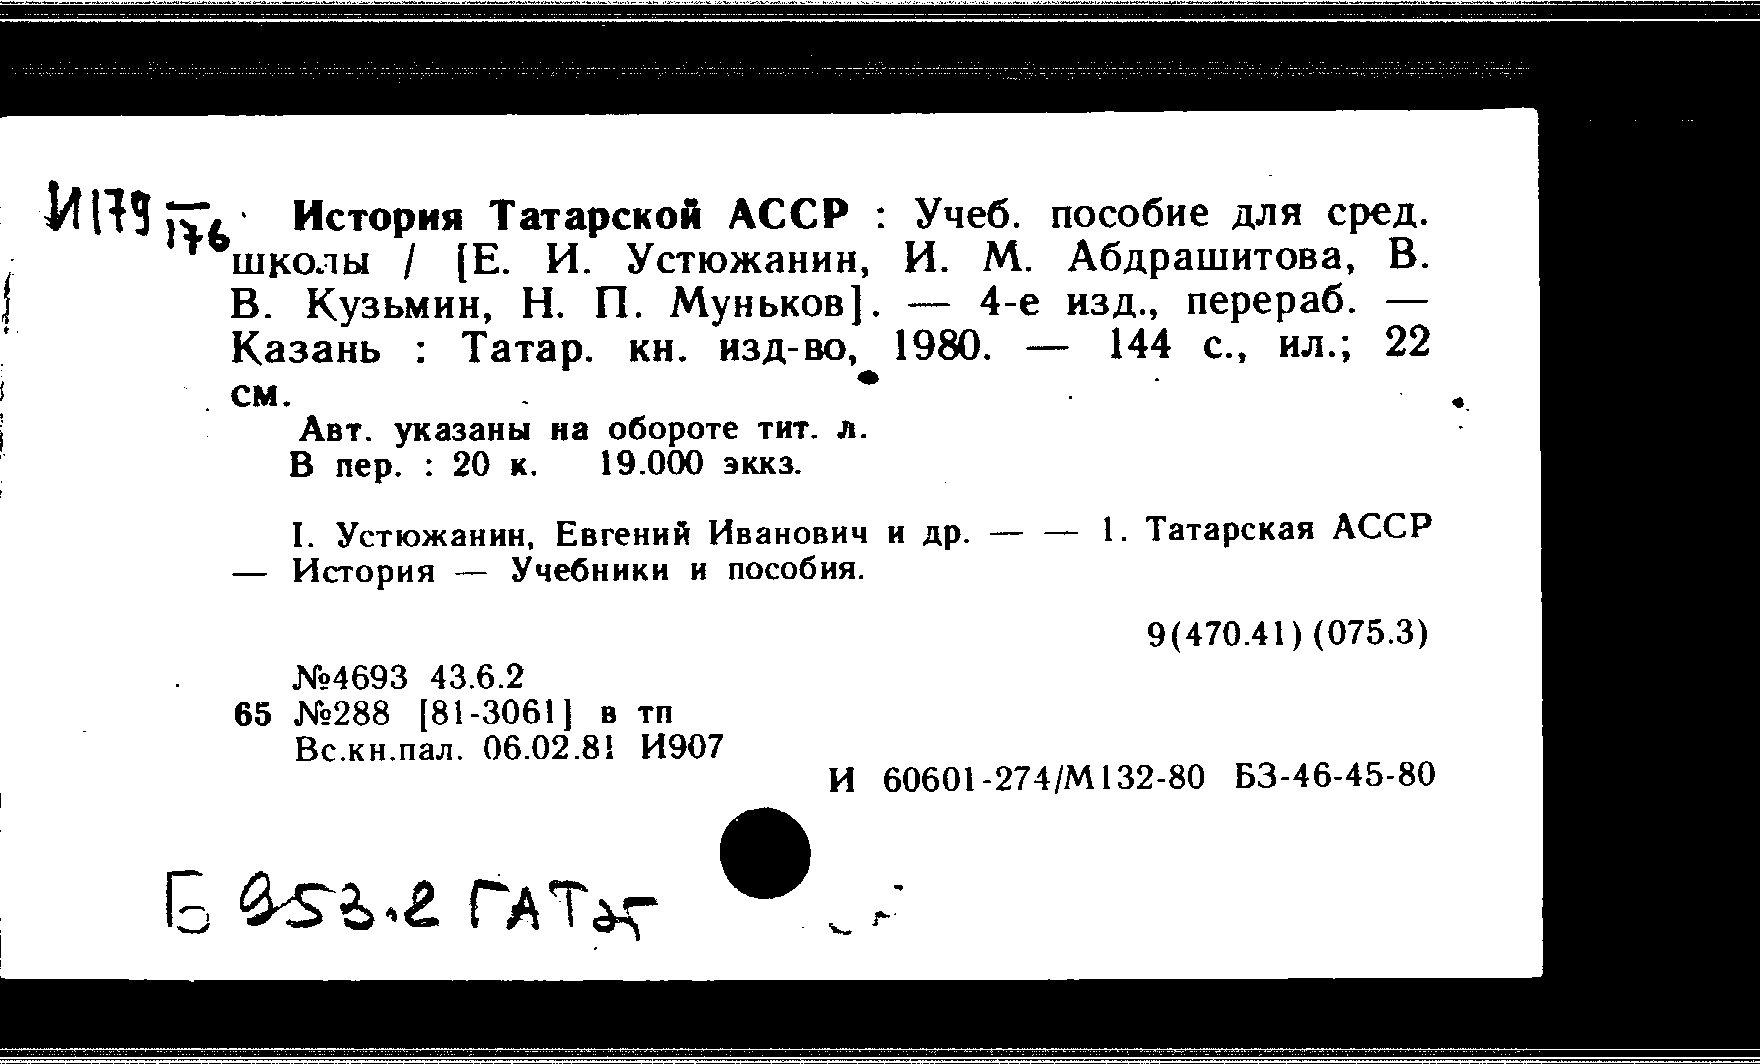 И179 176 История Татарской АССР : Учеб. пособие для сред.
школы / [Е. И. Устюжанин, И. М. Абдрашитова, В.
В. Кузьмин, Н. П. Муньков]. — 4-е изд., перераб. —
Казань : Татар. кн. изд-во, 1980. — 144 с., ил.; 22
см.
Авт. указаны на обороте тит. л.
В пер. : 20 к. 19.000 эккз.
I. Устюжанин, Евгений Иванович и др. — — 1. Татарская АССР
— История — Учебники и пособия.
9(470.41) (075.3)
№4693 43.6.2
65 №288 [81-3061] в тп
Вс.кн.пал. 06.02.81 И907
И 60601-274/М132-80 БЗ-46-45-80
Б 953.2 ГАТ